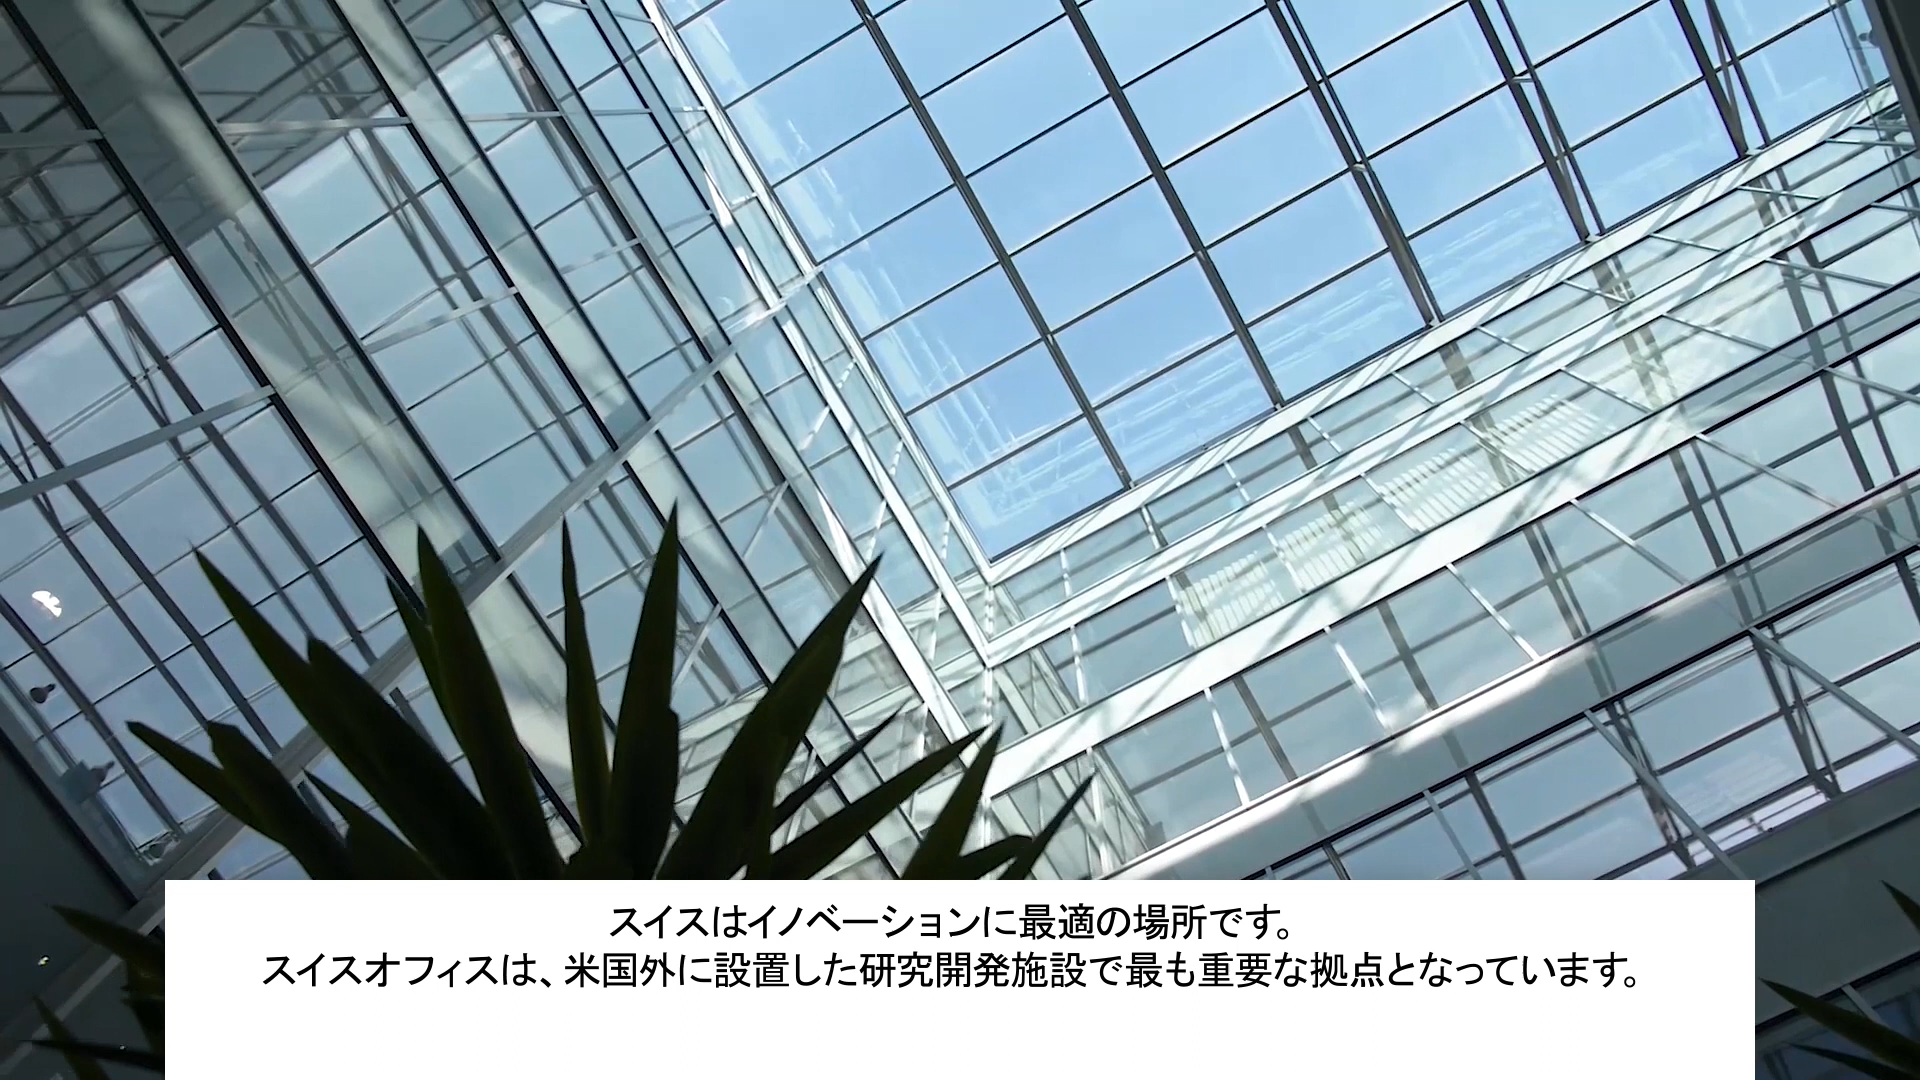 スイスはイノベーションに最適の場所です。
スイスオフィスは、米国外に設置した研究開発施設で最も重要な拠点となっています。